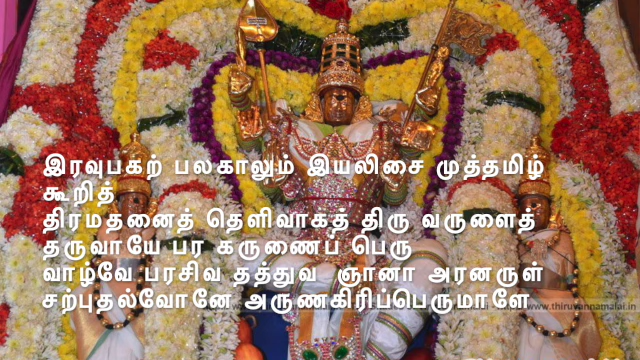 இரவுபகற் பலகாலும் இயலிசை முத்தமிழ்
கூறித்
திரமதனைத் தெளிவாகத் திரு வருளைத்
தருவாயே பர கருணைப் பெரு
வாழ்வே பரசிவ தத்துவ ஞானா அரனருள்
சற்புதல்வோனே அருணகிரிப்பெருமாளே
www.thiruvannamalai.in